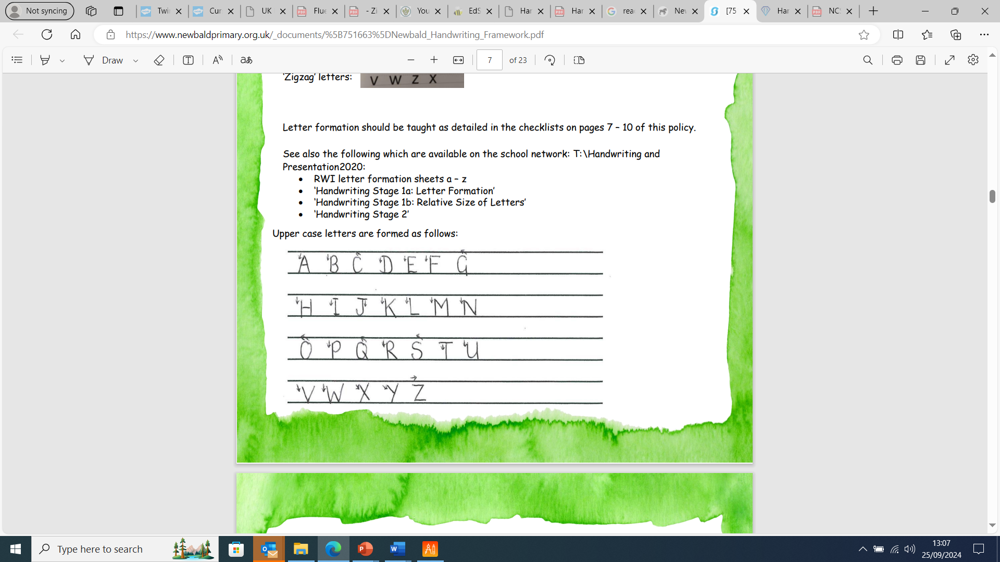 Not syncing
Twi
Cur
UK
Flue
- Zi
You
EdS
Har
Har
rea
Nev
[75
Har
NC
https://www.newbaldprimary.org.uk/_documents/%5B751663%5DNewbald_Handwriting_Framework.pdf
Draw
7 of 23
'Zigzag' letters: v w z x
Letter formation should be taught as detailed in the checklists on pages 7 – 10 of this policy.
See also the following which are available on the school network: T:\Handwriting and
Presentation2020:
• RWI letter formation sheets a – z
• 'Handwriting Stage 1a: Letter Formation'
• 'Handwriting Stage 1b: Relative Size of Letters'
• 'Handwriting Stage 2'
Upper case letters are formed as follows:
A B C D E F G
H I J K L M N
O P Q R S T U
V W X Y Z
Type here to search
13:07
25/09/2024